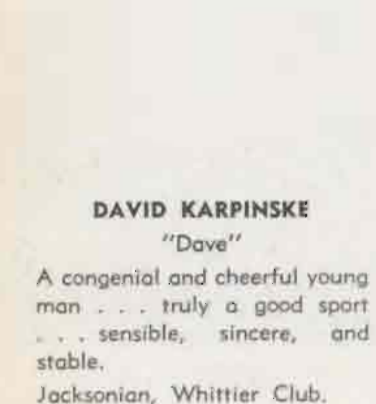 DAVID KARPINSKE
"Dave"
A congenial and cheerful young
man . . . truly a good sport
. . . sensible, sincere, and
stable.
Jacksonian, Whittier Club.